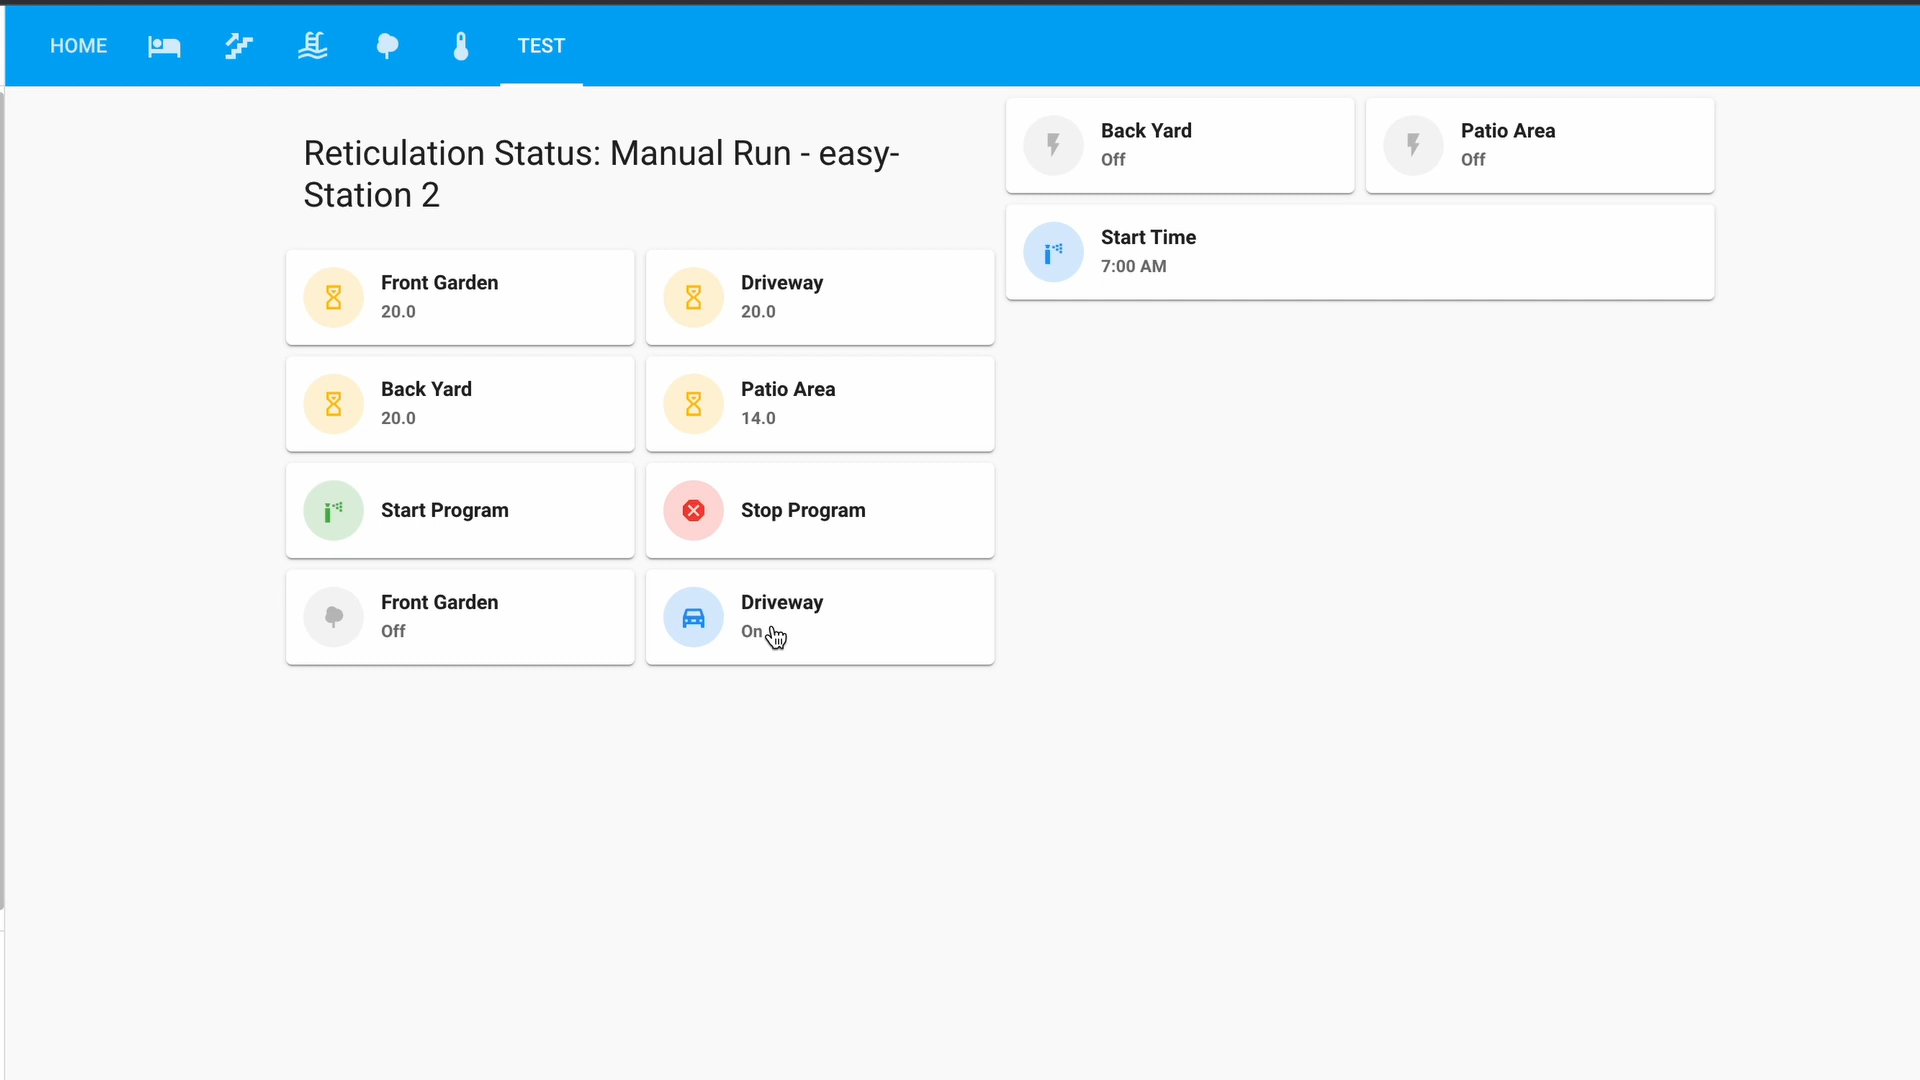 HOME
TEST
Reticulation Status: Manual Run - easy-
Station 2
Front Garden
20.0
Driveway
20.0
Back Yard
20.0
Patio Area
14.0
Start Program
Stop Program
Front Garden
Off
Driveway
On
Back Yard
Off
Patio Area
Off
Start Time
7:00 AM